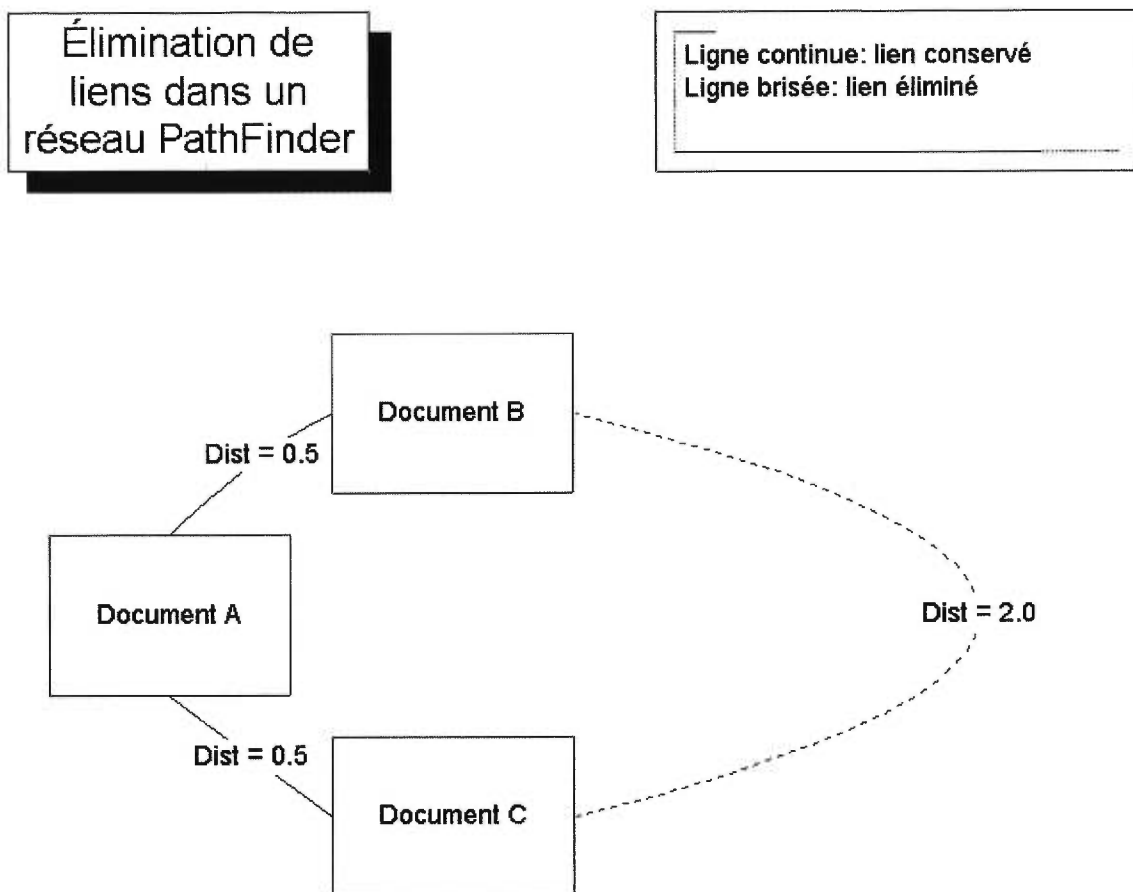 Élimination de
liens dans un
réseau PathFinder
Ligne continue: lien conservé
Ligne brisée: lien éliminé
Document B
Dist = 0.5
Document A
Dist = 2.0
Dist = 0.5
Document C